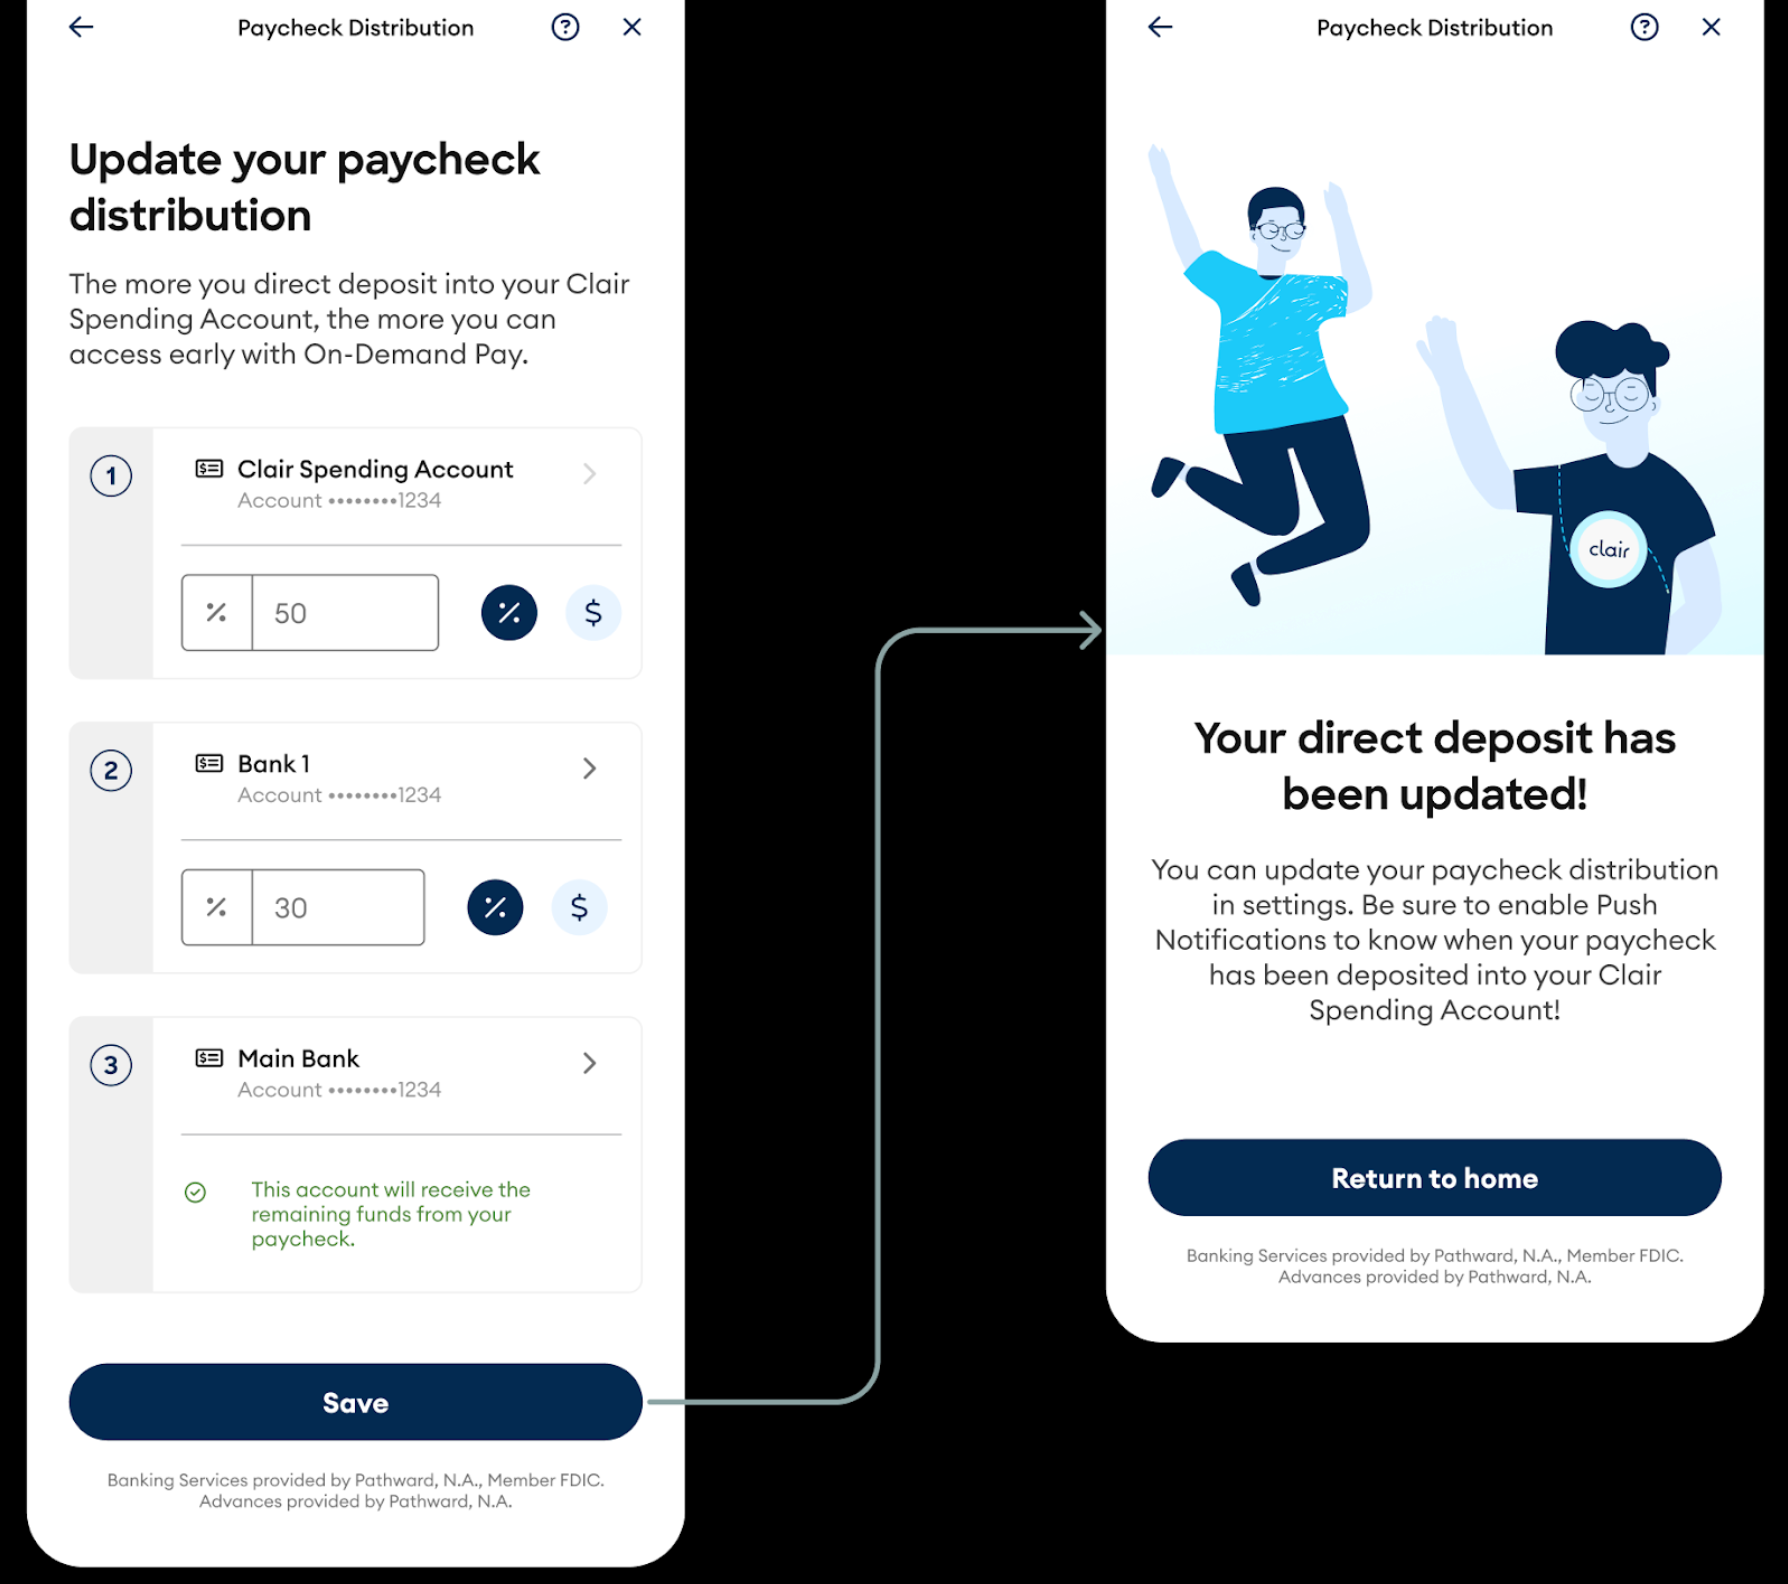 Paycheck Distribution
Update your paycheck
distribution
The more you direct deposit into your Clair
Spending Account, the more you can
access early with On-Demand Pay.
1
Clair Spending Account
Account ••••••••1234
% 50 % $
2
Bank 1
Account ••••••••1234
% 30 % $
3
Main Bank
Account ••••••••1234
This account will receive the
remaining funds from your
paycheck.
Save
Banking Services provided by Pathward, N.A., Member FDIC.
Advances provided by Pathward, N.A.
Paycheck Distribution
clair
Your direct deposit has
been updated!
You can update your paycheck distribution
in settings. Be sure to enable Push
Notifications to know when your paycheck
has been deposited into your Clair
Spending Account!
Return to home
Banking Services provided by Pathward, N.A., Member FDIC.
Advances provided by Pathward, N.A.